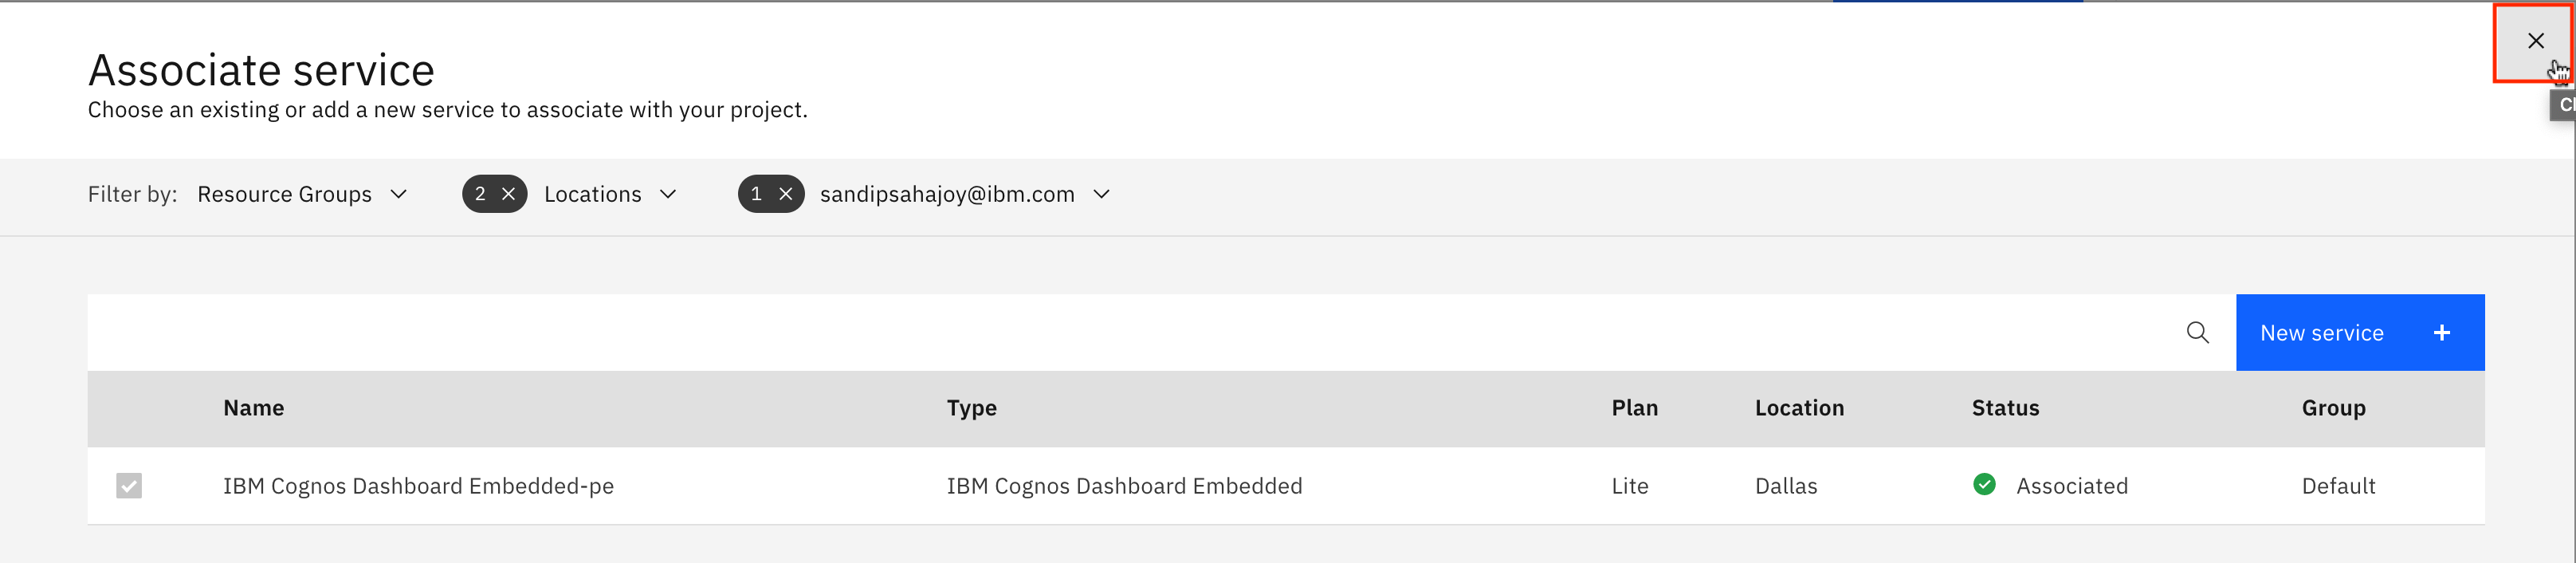 Associate service
Choose an existing or add a new service to associate with your project.
Filter by: Resource Groups 2 Locations 1 sandipsahajoy@ibm.com
New service +
Name Type Plan Location Status Group
IBM Cognos Dashboard Embedded-pe IBM Cognos Dashboard Embedded Lite Dallas Associated Default